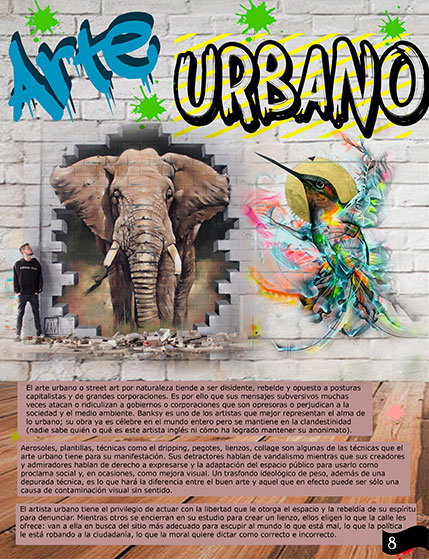 Arte
URBANO
El arte urbano o street art por naturaleza tiende a ser disidente, rebelde y opuesto a posturas
capitalistas y de grandes corporaciones. Es por ello que sus mensajes subversivos muchas
veces atacan o ridiculizan a gobiernos o corporaciones que son opresoras o perjudican a la
sociedad y el medio ambiente. Banksy es uno de los artistas que mejor representan el alma de
lo urbano; su obra ya es célebre en el mundo entero pero se mantiene en la clandestinidad
(nadie sabe quién o qué es este artista inglés ni cómo ha logrado mantener su anonimato).
Aerosoles, plantillas, técnicas como el dripping, pegotes, lienzos, collage son algunas de las técnicas que el
arte urbano tiene para su manifestación. Sus detractores hablan de vandalismo mientras que sus creadores
y admiradores hablan de derecho a expresarse y la adaptación del espacio público para usarlo como
proclama social y, en ocasiones, como mejora visual. Un trasfondo ideológico de peso, además de una
depurada técnica, es lo que hará la diferencia entre el buen arte y aquel que en efecto puede ser sólo una
causa de contaminación visual sin sentido.
El artista urbano tiene el privilegio de actuar con la libertad que le otorga el espacio y la rebeldía de su espíritu
para denunciar. Mientras otros se encierran en su estudio para crear un lienzo, ellos eligen lo que la calle les
ofrece: van a ella en busca del sitio más adecuado para escupir al mundo lo que está mal, lo que la política
le está robando a la ciudadanía, lo que la moral quiere dictar como correcto e incorrecto.
8